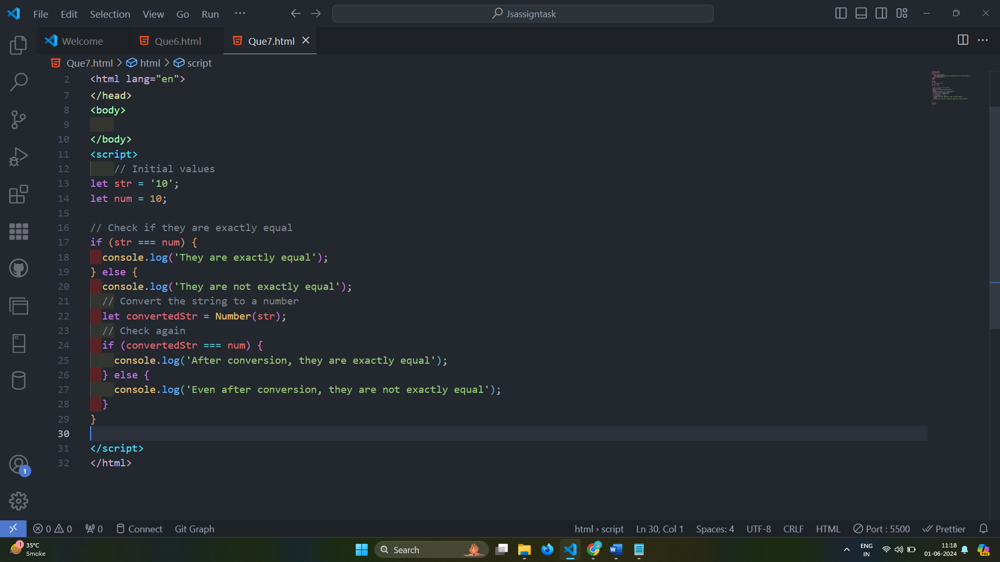 File Edit Selection View Go Run ··· Jsassigntask
Welcome Que6.html Que7.html
Que7.html > html > script
2 <html lang="en">
7 </head>
8 <body>
9
10 </body>
11 <script>
12 // Initial values
13 let str = '10';
14 let num = 10;
15
16 // Check if they are exactly equal
17 if (str === num) {
18 console.log('They are exactly equal');
19 } else {
20 console.log('They are not exactly equal');
21 // Convert the string to a number
22 let convertedStr = Number(str);
23 // Check again
24 if (convertedStr === num) {
25 console.log('After conversion, they are exactly equal');
26 } else {
27 console.log('Even after conversion, they are not exactly equal');
28 }
29 }
30
31 </script>
32 </html>
1
0 0 0 Connect Git Graph html › script Ln 30, Col 1 Spaces: 4 UTF-8 CRLF HTML Port : 5500 Prettier
1 35°C
Smoke
Search
ENG
IN
11:18
01-06-2024
PRE